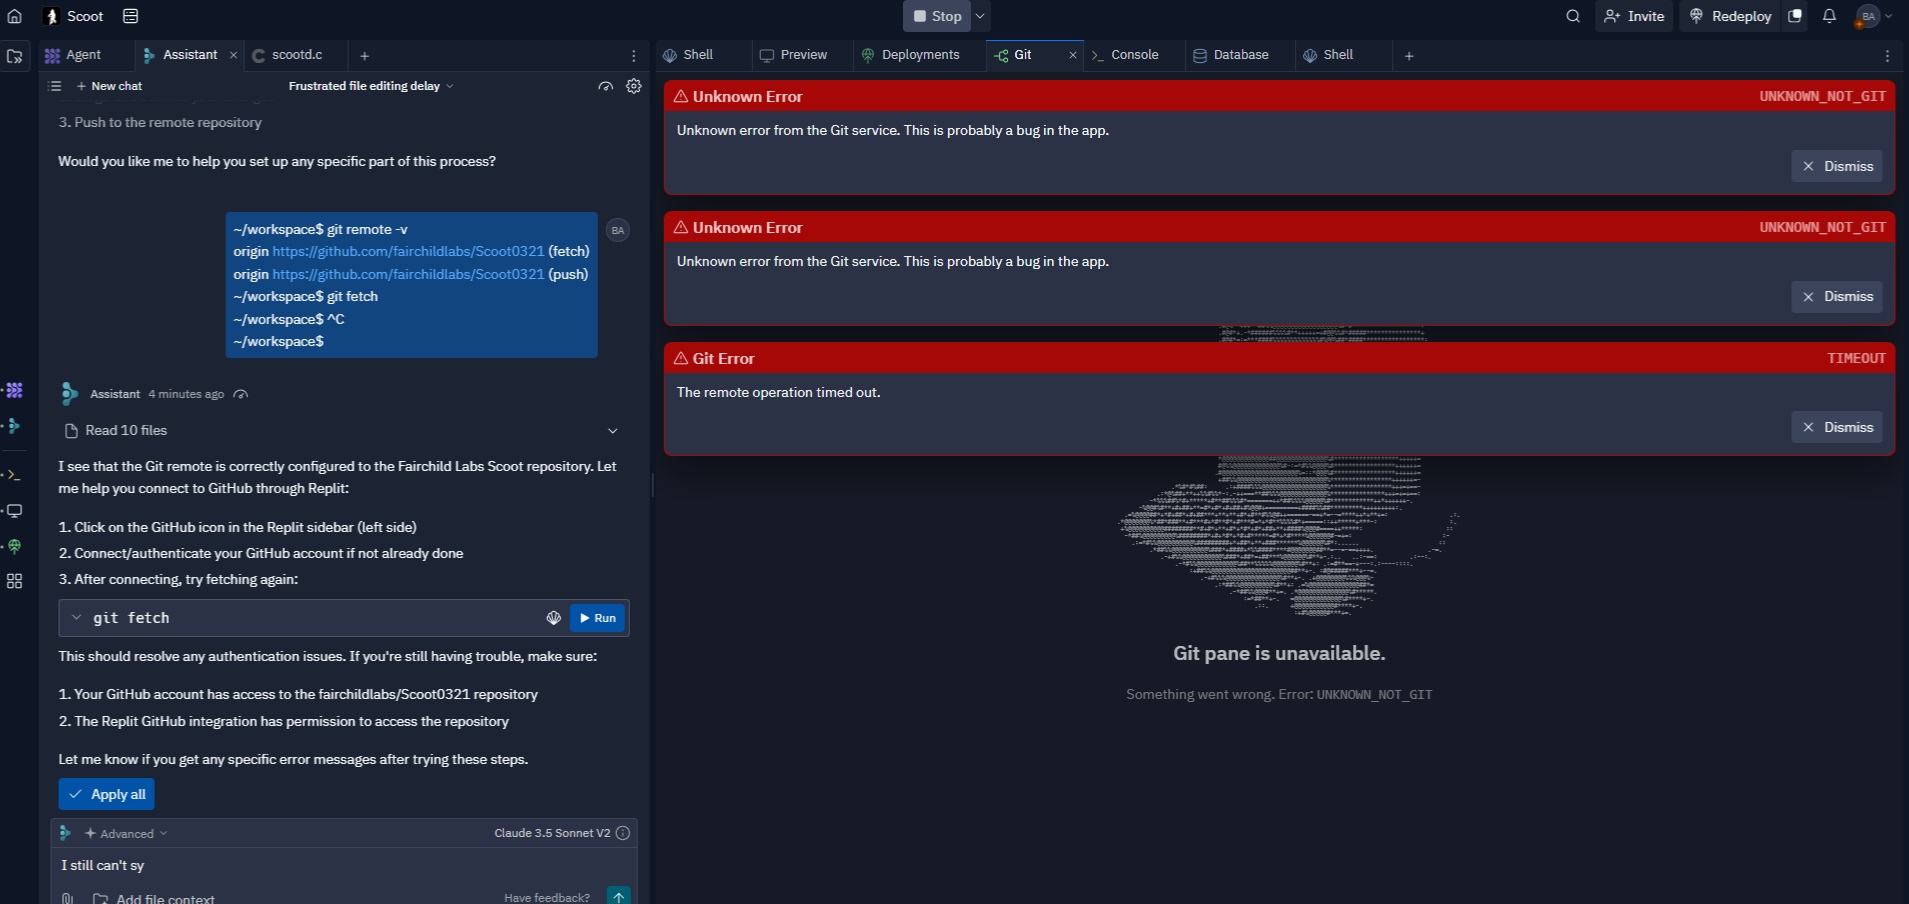 Scoot
Stop
Invite
Redeploy
BA
Agent
Assistant
scootd.c
Shell
Preview
Deployments
Git
Console
Database
Shell
New chat
Frustrated file editing delay
3. Push to the remote repository
Would you like me to help you set up any specific part of this process?
~/workspace$ git remote -v
origin https://github.com/fairchildlabs/Scoot0321 (fetch)
origin https://github.com/fairchildlabs/Scoot0321 (push)
~/workspace$ git fetch
~/workspace$ ^C
~/workspace$
BA
Assistant 4 minutes ago
Read 10 files
I see that the Git remote is correctly configured to the Fairchild Labs Scoot repository. Let
me help you connect to GitHub through Replit:
1. Click on the GitHub icon in the Replit sidebar (left side)
2. Connect/authenticate your GitHub account if not already done
3. After connecting, try fetching again:
git fetch
Run
This should resolve any authentication issues. If you're still having trouble, make sure:
1. Your GitHub account has access to the fairchildlabs/Scoot0321 repository
2. The Replit GitHub integration has permission to access the repository
Let me know if you get any specific error messages after trying these steps.
Apply all
Advanced
Claude 3.5 Sonnet V2
I still can't sy
Add file context
Have feedback?
Unknown Error
UNKNOWN_NOT_GIT
Unknown error from the Git service. This is probably a bug in the app.
Dismiss
Unknown Error
UNKNOWN_NOT_GIT
Unknown error from the Git service. This is probably a bug in the app.
Dismiss
Git Error
TIMEOUT
The remote operation timed out.
Dismiss
Git pane is unavailable.
Something went wrong. Error: UNKNOWN_NOT_GIT